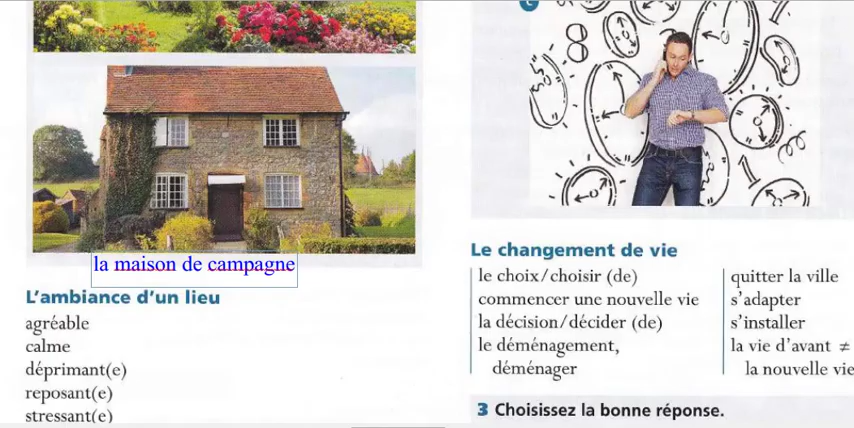 C
la maison de campagne
L'ambiance d'un lieu
agréable
calme
déprimant(e)
reposant(e)
stressant(e)
Le changement de vie
le choix/choisir (de)
commencer une nouvelle vie
la décision/décider (de)
le déménagement,
déménager
quitter la ville
s'adapter
s'installer
la vie d'avant ≠
la nouvelle vie
3 Choisissez la bonne réponse.